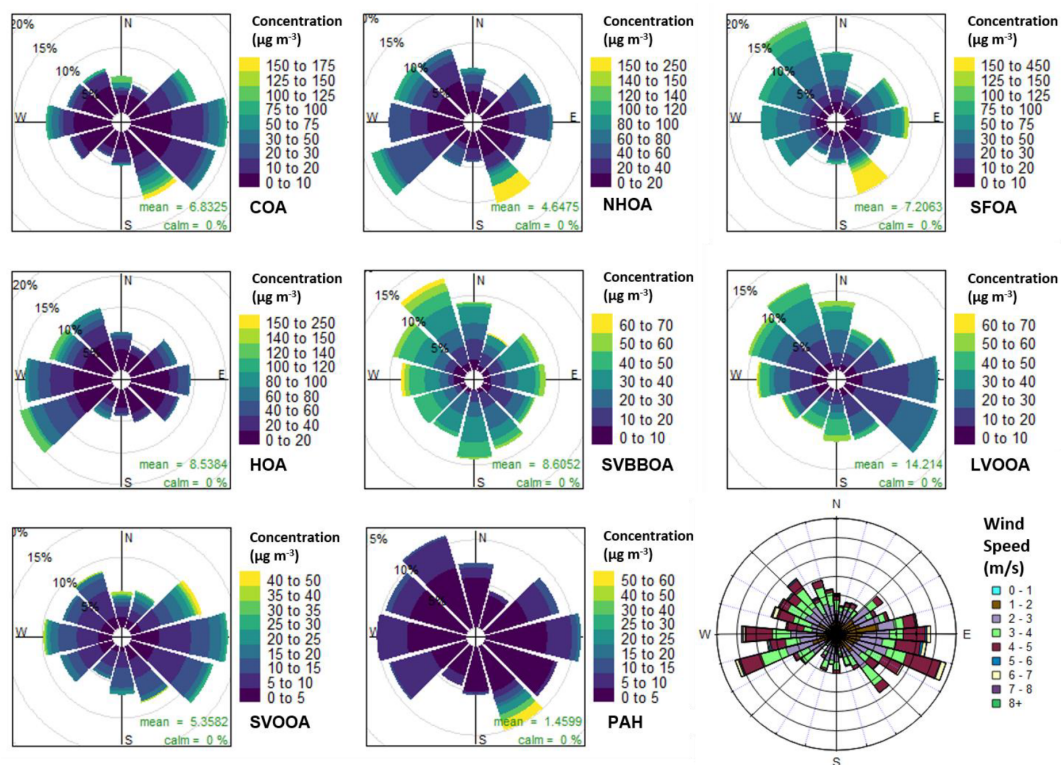 20%
15%
10%
5%
N
W
S
mean = 6.8325
calm = 0 %
Concentration
(µg m⁻³)
150 to 175
125 to 150
100 to 125
75 to 100
50 to 75
30 to 50
20 to 30
10 to 20
0 to 10
COA
15%
10%
5%
N
W
E
S
mean = 4.6475
calm = 0 %
Concentration
(µg m⁻³)
150 to 250
140 to 150
120 to 140
100 to 120
80 to 100
60 to 80
40 to 60
20 to 40
0 to 20
NHOA
20%
15%
10%
5%
N
W
E
S
mean = 7.2063
calm = 0 %
Concentration
(µg m⁻³)
150 to 450
125 to 150
100 to 125
75 to 100
50 to 75
30 to 50
20 to 30
10 to 20
0 to 10
SFOA
20%
15%
10%
5%
N
W
E
S
mean = 8.5384
calm = 0 %
Concentration
(µg m⁻³)
150 to 250
140 to 150
120 to 140
100 to 120
80 to 100
60 to 80
40 to 60
20 to 40
0 to 20
HOA
15%
10%
5%
N
W
E
S
mean = 8.6052
calm = 0 %
Concentration
(µg m⁻³)
60 to 70
50 to 60
40 to 50
30 to 40
20 to 30
10 to 20
0 to 10
SVBBOA
15%
10%
5%
N
W
E
S
mean = 14.214
calm = 0 %
Concentration
(µg m⁻³)
60 to 70
50 to 60
40 to 50
30 to 40
20 to 30
10 to 20
0 to 10
LVOOA
0%
15%
10%
5%
N
W
E
S
mean = 5.3582
calm = 0 %
Concentration
(µg m⁻³)
40 to 50
35 to 40
30 to 35
25 to 30
20 to 25
15 to 20
10 to 15
5 to 10
0 to 5
SVOOA
5%
10%
N
W
S
mean = 1.4599
calm = 0 %
Concentration
(µg m⁻³)
50 to 60
25 to 30
20 to 25
15 to 20
10 to 15
5 to 10
0 to 5
PAH
N
W
E
S
Wind
Speed
(m/s)
0 - 1
1 - 2
2 - 3
3 - 4
4 - 5
5 - 6
6 - 7
7 - 8
8+